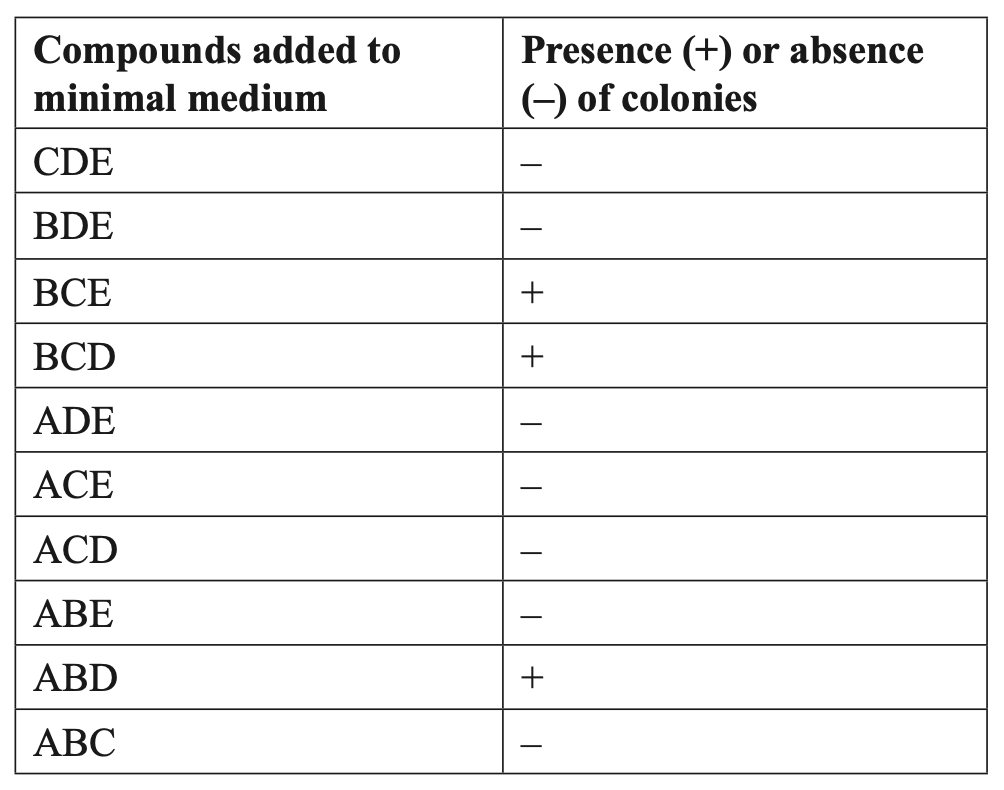 Compounds added to
minimal medium
Presence (+) or absence
(–) of colonies
CDE –
BDE –
BCE +
BCD +
ADE –
ACE –
ACD –
ABE –
ABD +
ABC –